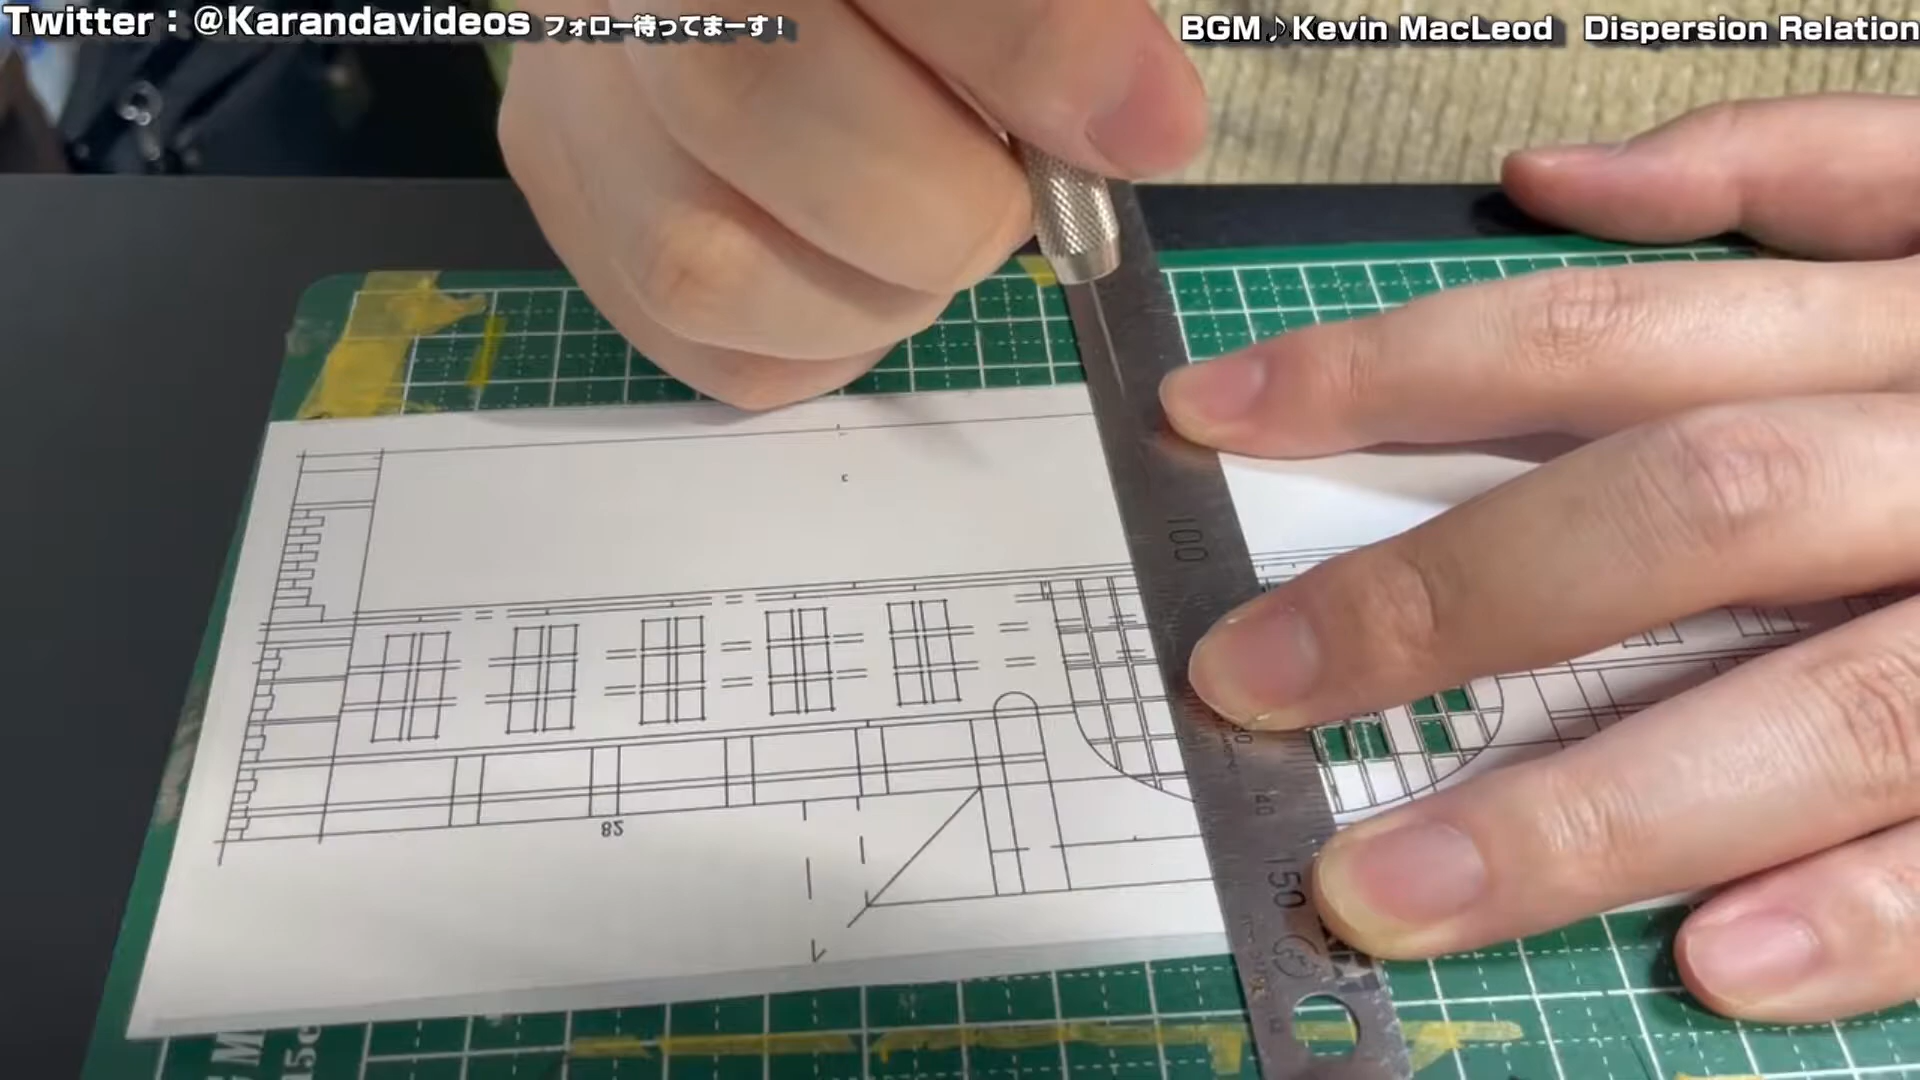 Twitter：@Karandavideos フォロー待ってまーす！
BGM♪Kevin MacLeod　Dispersion Relation
100
82
150